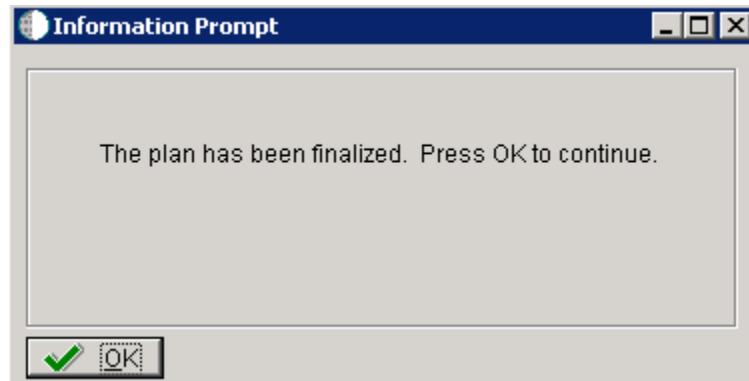 Information Prompt
The plan has been finalized.  Press OK to continue.
OK